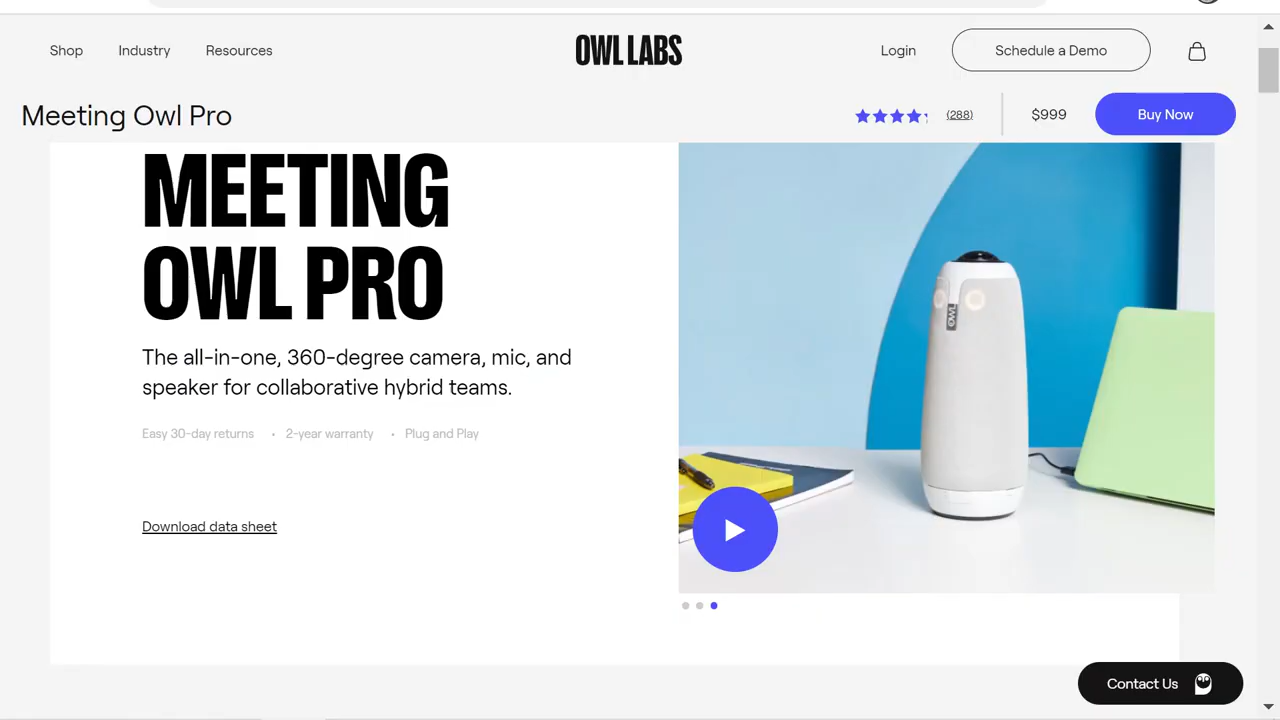 Shop Industry Resources OWL LABS Login Schedule a Demo
Meeting Owl Pro (288) $999 Buy Now
MEETING
OWL PRO
The all-in-one, 360-degree camera, mic, and
speaker for collaborative hybrid teams.
Easy 30-day returns • 2-year warranty • Plug and Play
Download data sheet
OWL
Contact Us